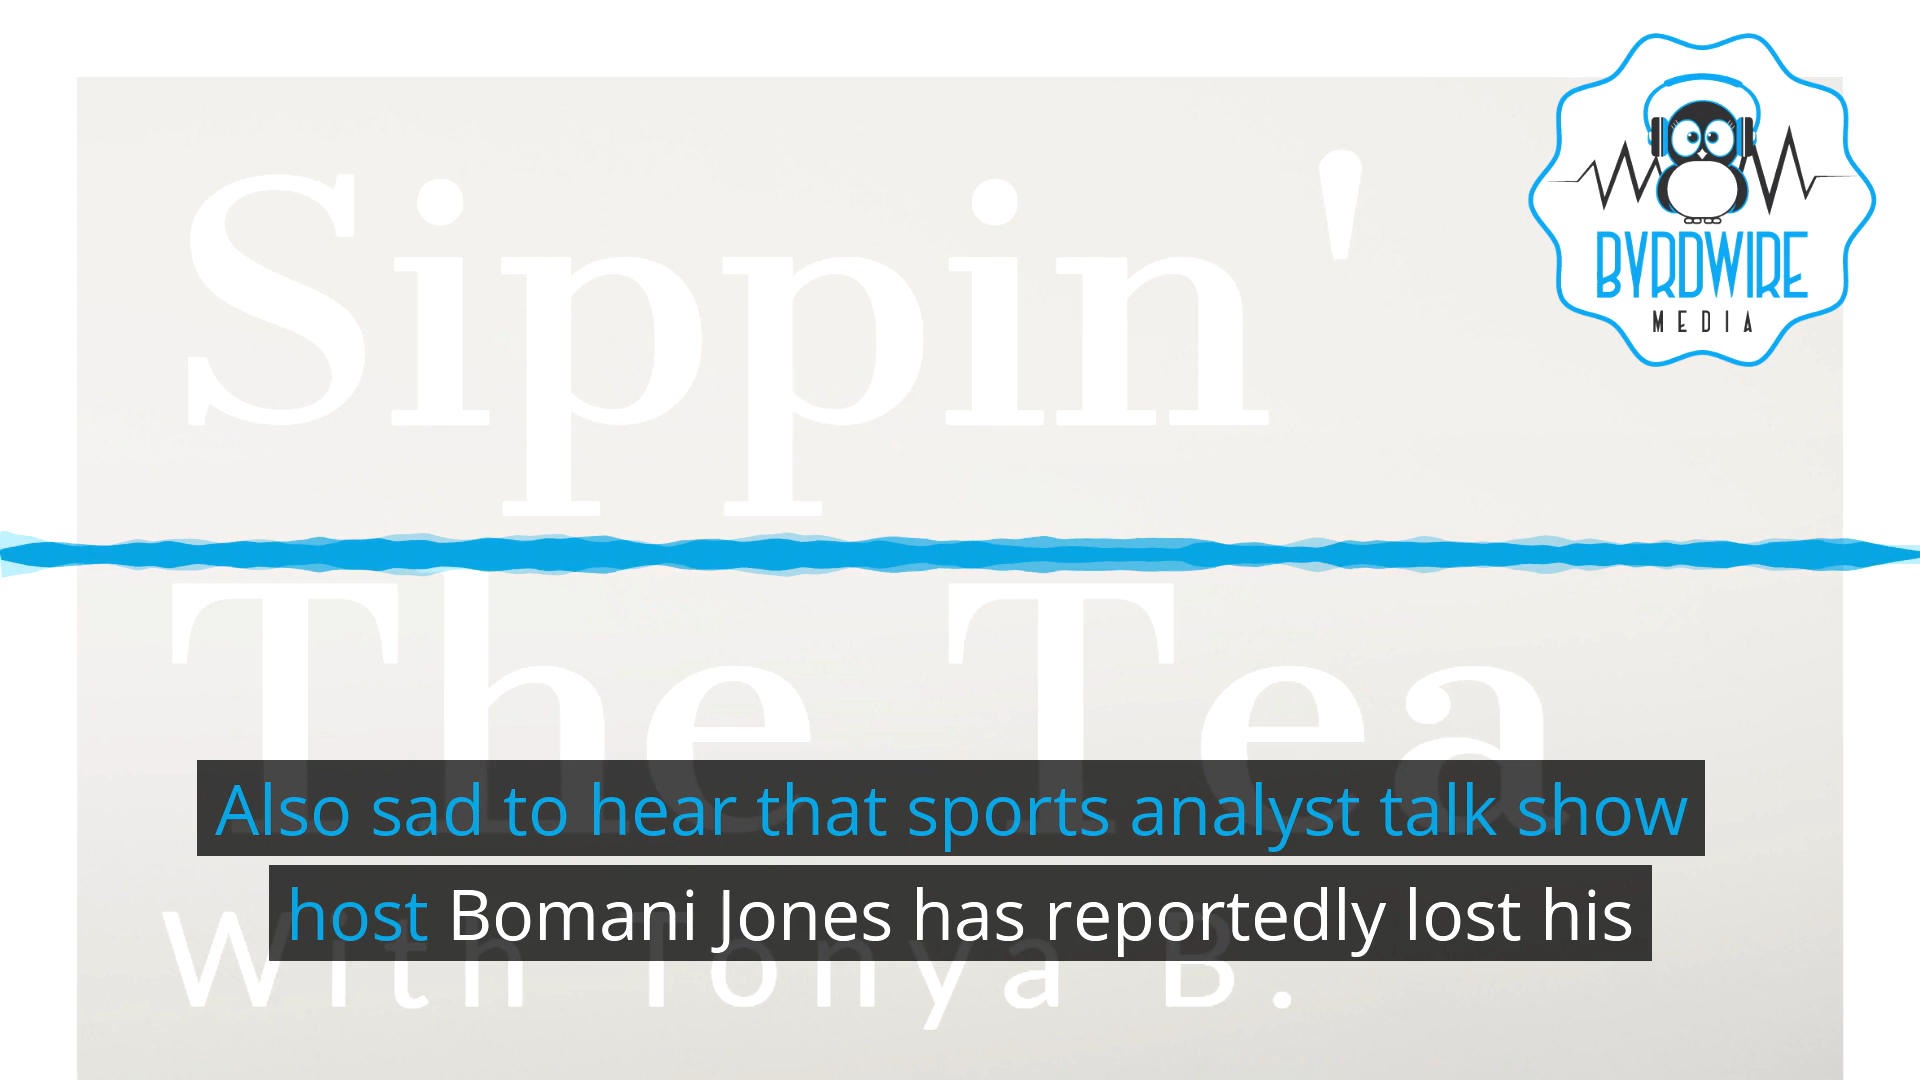 Sippin'
BYRDWIRE
MEDIA
The Tea
Also sad to hear that sports analyst talk show
host Bomani Jones has reportedly lost his
With Tonya B.